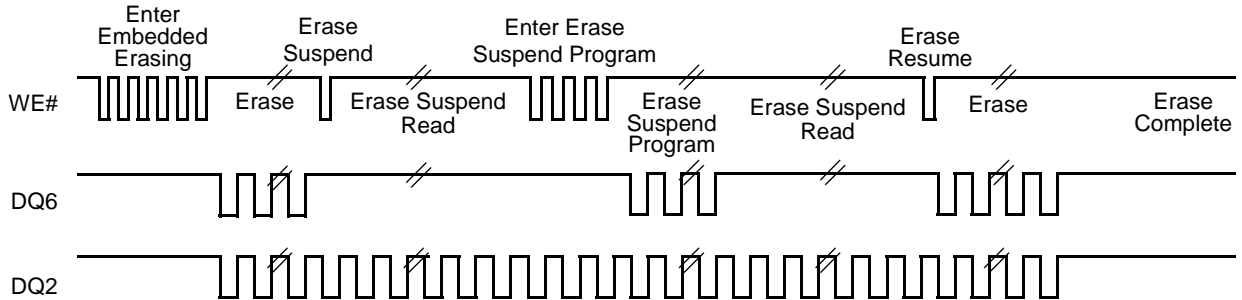 Enter
Embedded
Erasing
Erase
Suspend
Enter Erase
Suspend Program
Erase
Resume
WE#
Erase
Erase Suspend
Read
Erase
Suspend
Program
Erase Suspend
Read
Erase
Erase
Complete
DQ6
DQ2